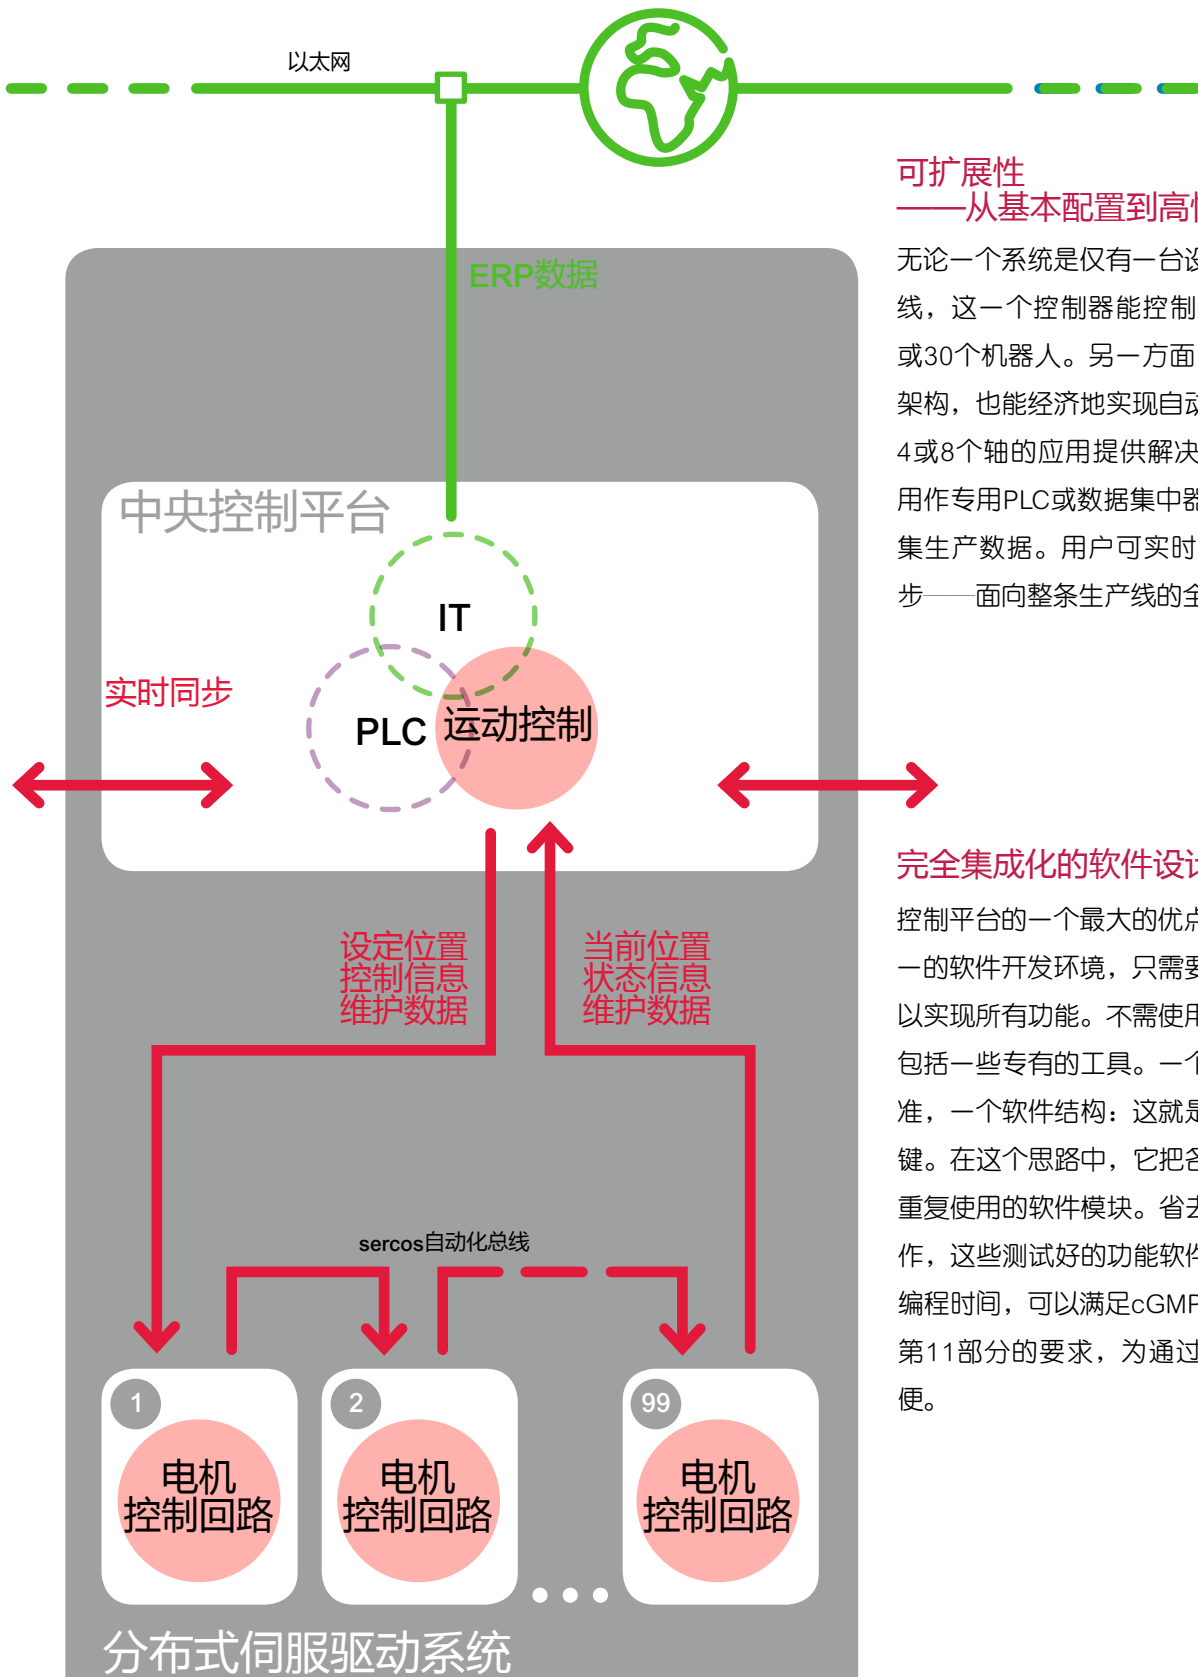 以太网
ERP数据
中央控制平台
IT
PLC
运动控制
实时同步
设定位置
控制信息
维护数据
当前位置
状态信息
维护数据
sercos自动化总线
1
电机
控制回路
2
电机
控制回路
99
电机
控制回路
分布式伺服驱动系统
可扩展性
——从基本配置到高
无论一个系统是仅有一台
线，这一个控制器能控制
或30个机器人。另一方面
架构，也能经济地实现自
4或8个轴的应用提供解决
用作专用PLC或数据集中
集生产数据。用户可实时
步——面向整条生产线的
完全集成化的软件设
控制平台的一个最大的优
一的软件开发环境，只需
以实现所有功能。不需使
包括一些专有的工具。一
准，一个软件结构：这就
键。在这个思路中，它把
重复使用的软件模块。省
作，这些测试好的功能软
编程时间，可以满足cGMP
第11部分的要求，为通过
便。